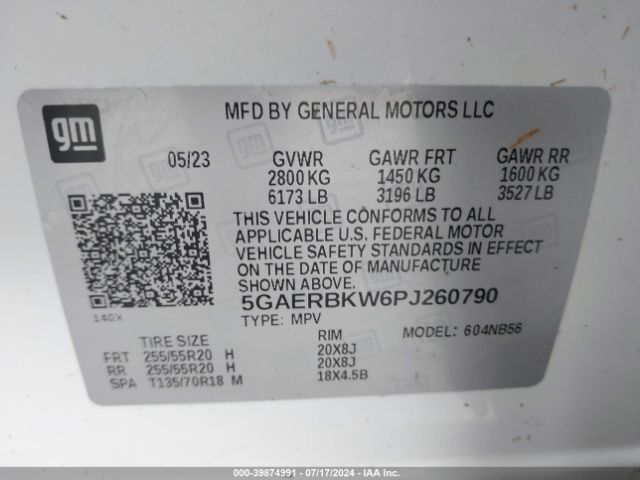 gm
MFD BY GENERAL MOTORS LLC
05/23 GVWR GAWR FRT GAWR RR
2800 KG 1450 KG 1600 KG
6173 LB 3196 LB 3527 LB
THIS VEHICLE CONFORMS TO ALL
APPLICABLE U.S. FEDERAL MOTOR
VEHICLE SAFETY STANDARDS IN EFFECT
ON THE DATE OF MANUFACTURE
SHOWN ABOVE.
140X
5GAERBKW6PJ260790
TYPE: MPV MODEL: 604NB56
TIRE SIZE RIM
FRT 255/55R20 H 20X8J
RR 255/55R20 H 20X8J
SPA T135/70R18 M 18X4.5B
000-39874991 - 07/17/2024 - IAAI.COM